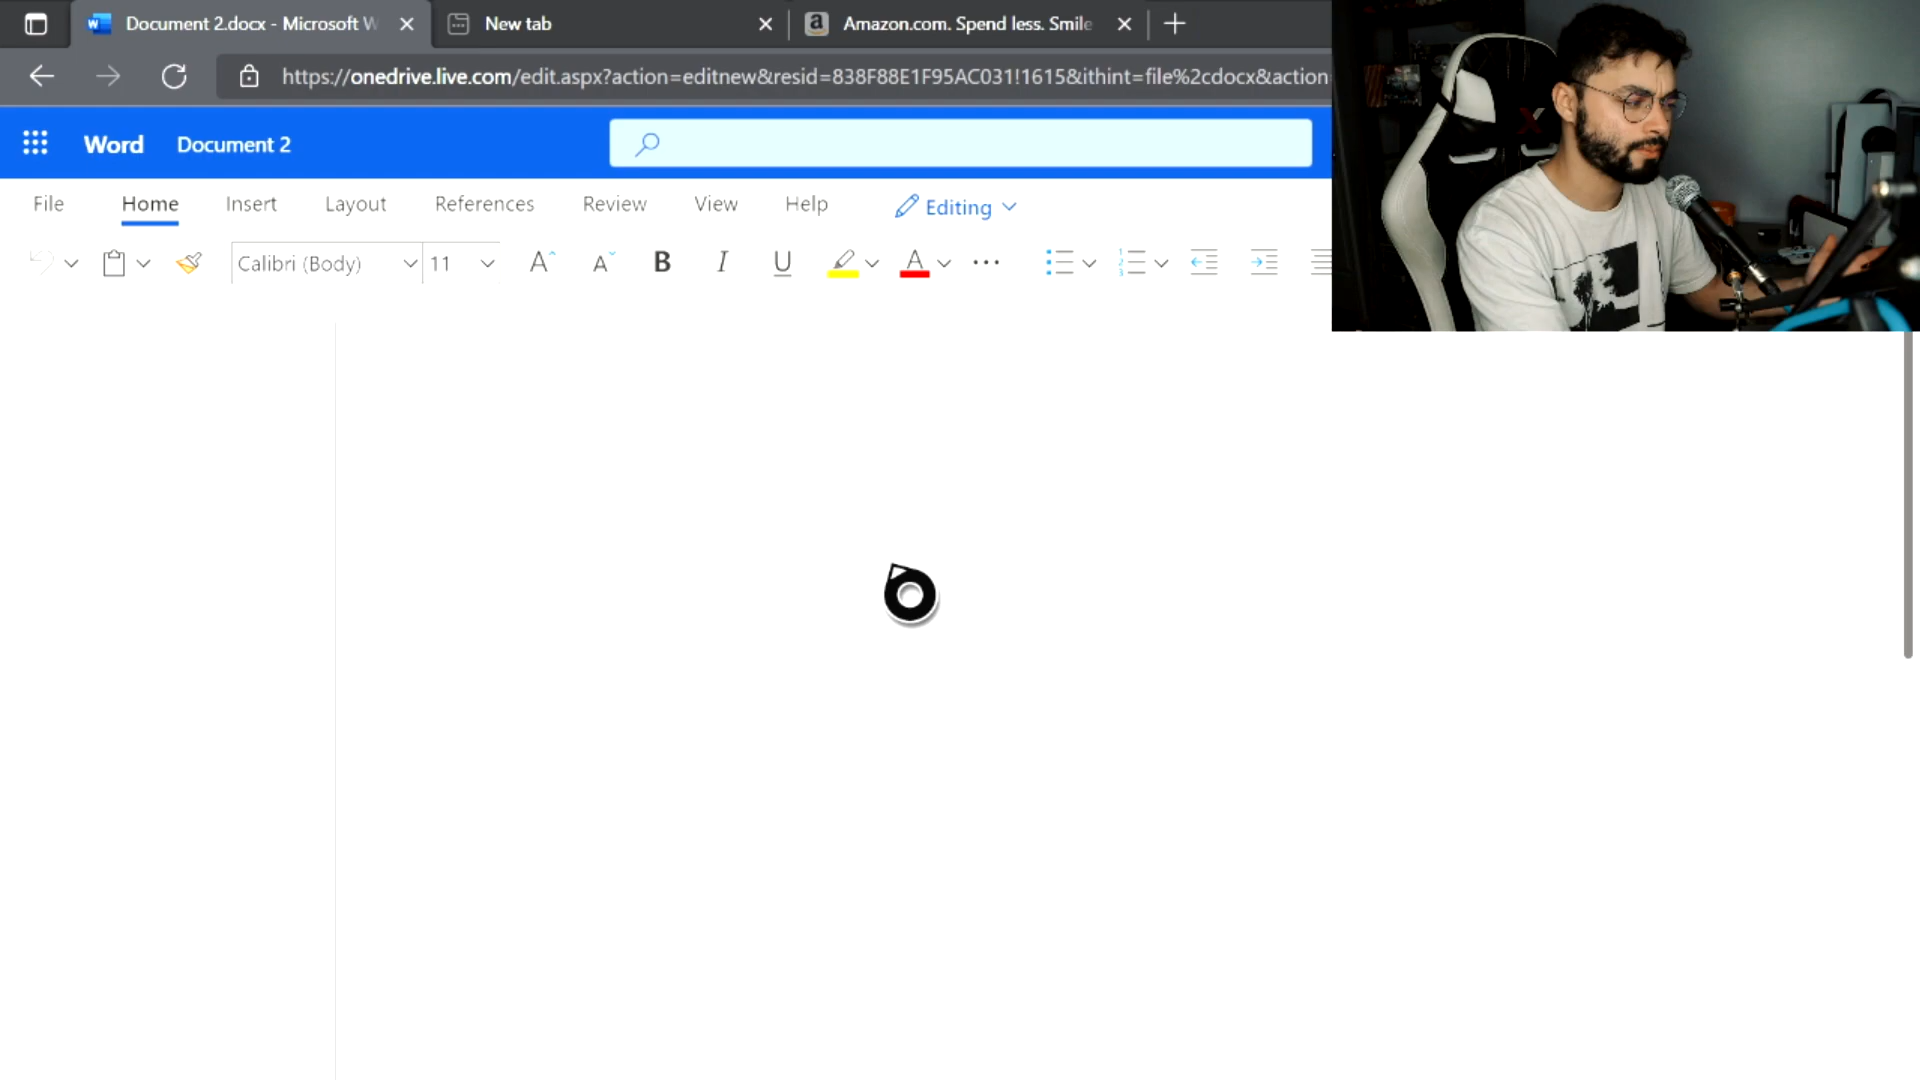 Document 2.docx - Microsoft W
New tab
Amazon.com. Spend less. Smile
https://onedrive.live.com/edit.aspx?action=editnew&resid=838F88E1F95AC031!1615&ithint=file%2cdocx&action
Word
Document 2
File
Home
Insert
Layout
References
Review
View
Help
Editing
Calibri (Body)
11